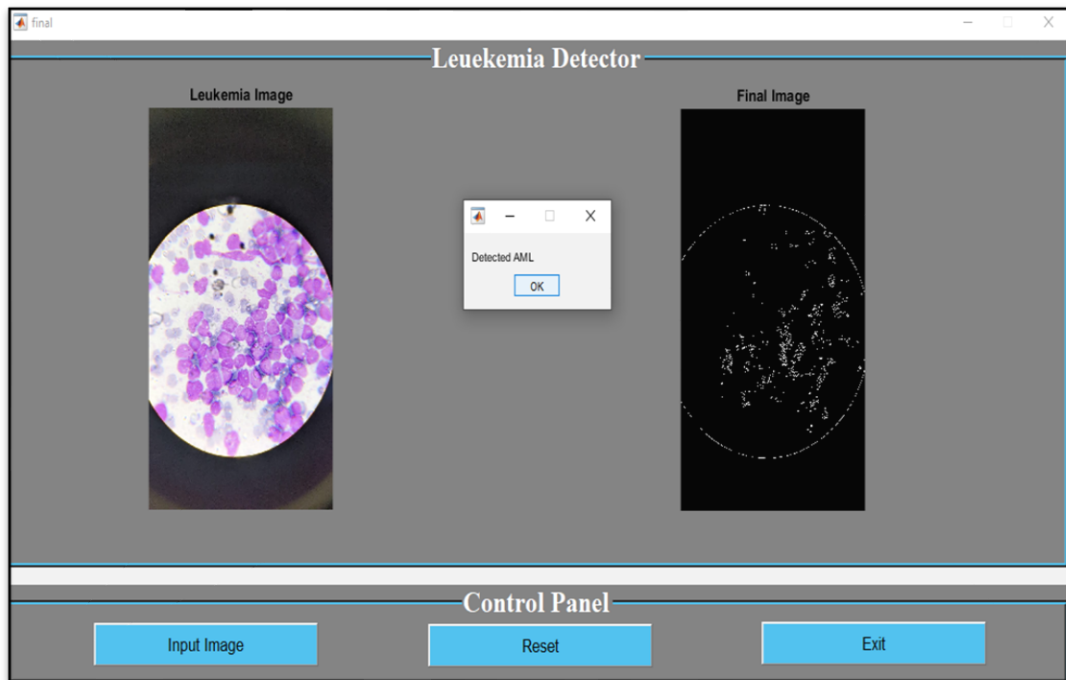 final
Leuekemia Detector
Leukemia Image
Final Image
Detected AML
OK
Control Panel
Input Image
Reset
Exit